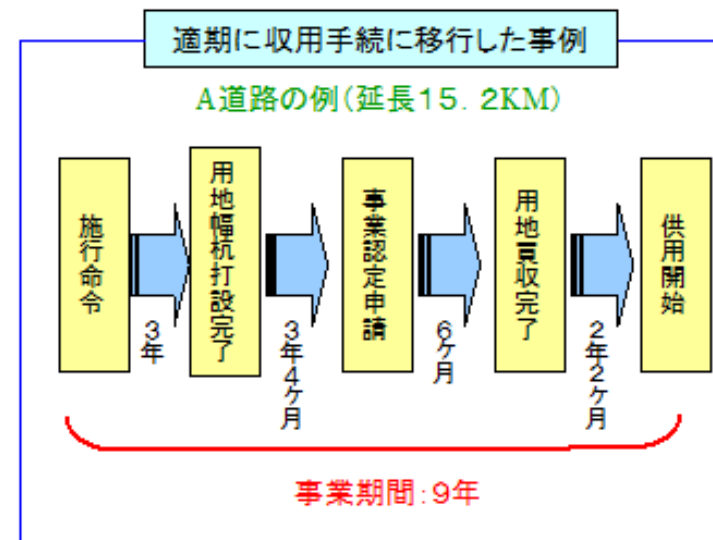 適期に収用手続に移行した事例
A道路の例(延長15．2KM)
施行命令
3年
用地幅杭打設完了
3年4ヶ月
事業認定申請
6ヶ月
用地買収完了
2年2ヶ月
供用開始
事業期間:9年